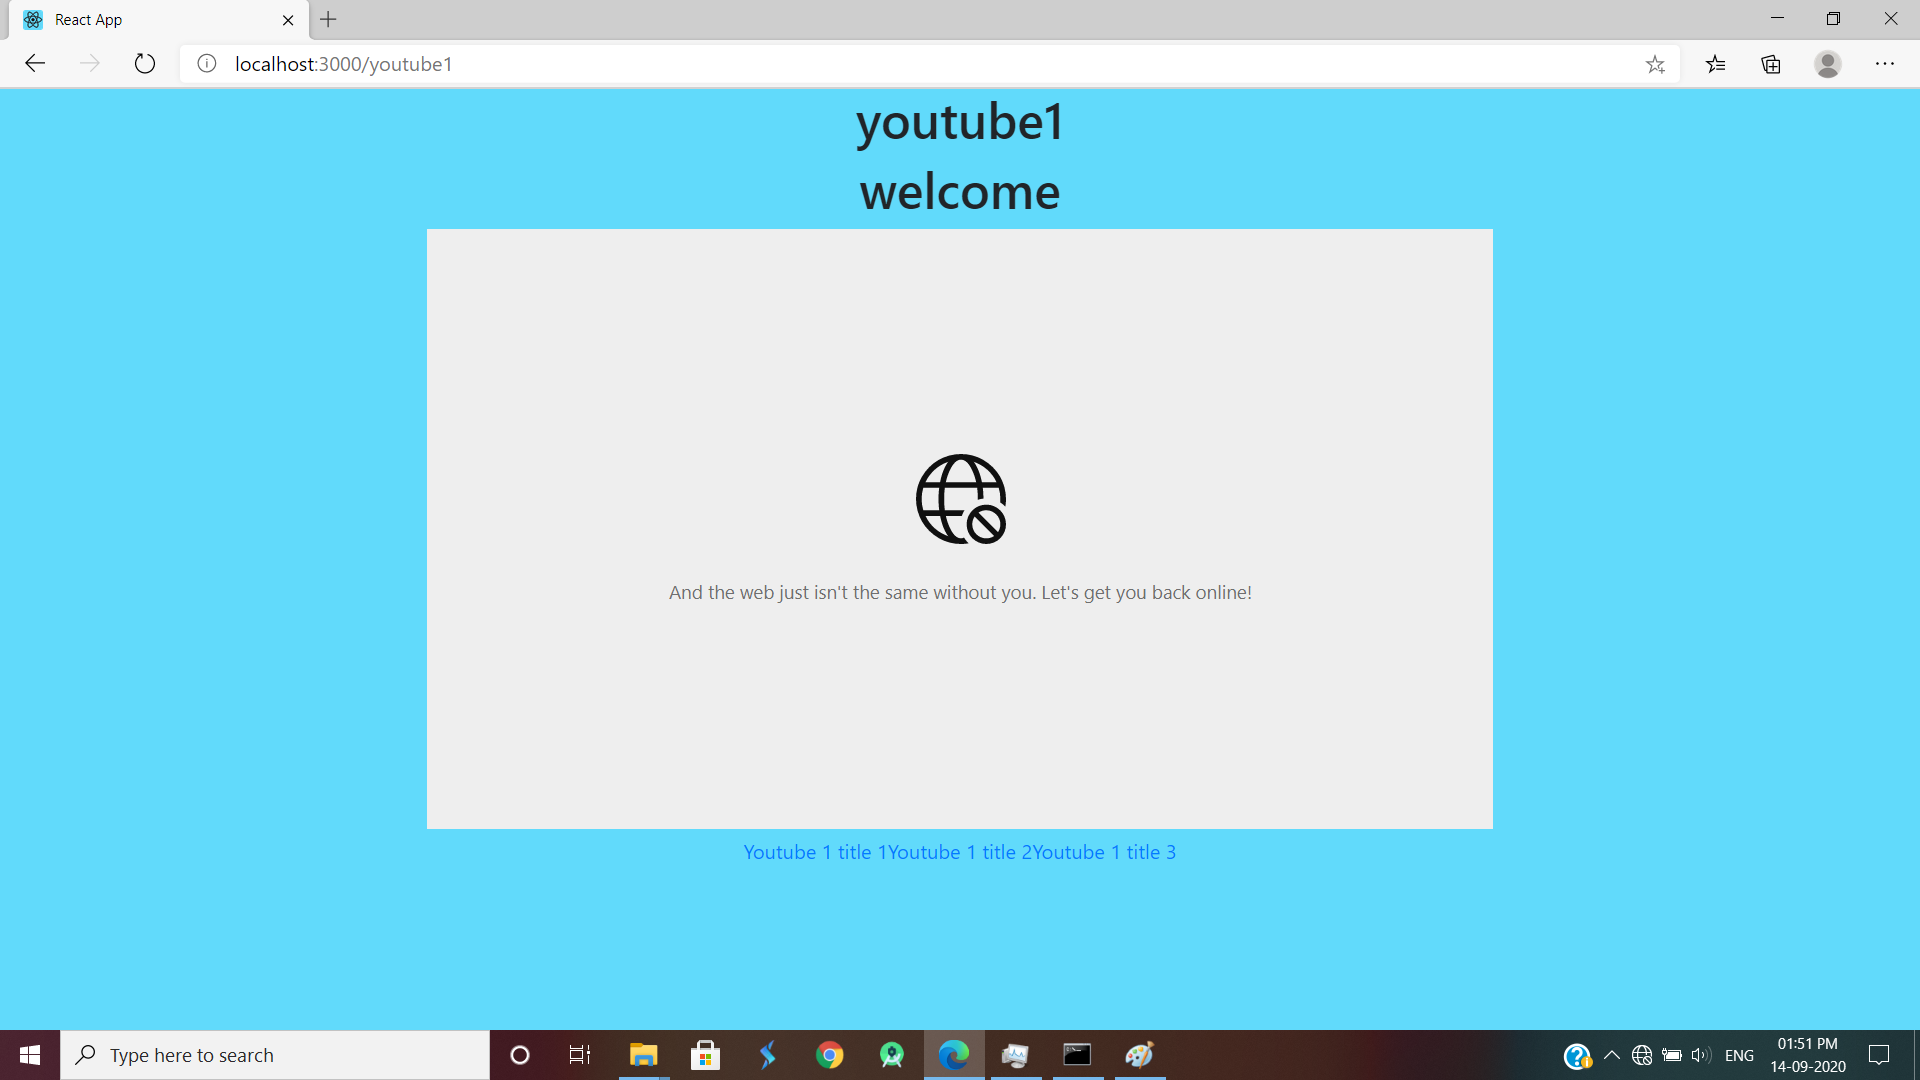 React App
localhost:3000/youtube1
youtube1
welcome
And the web just isn't the same without you. Let's get you back online!
Youtube 1 title 1Youtube 1 title 2Youtube 1 title 3
Type here to search
ENG
01:51 PM
14-09-2020